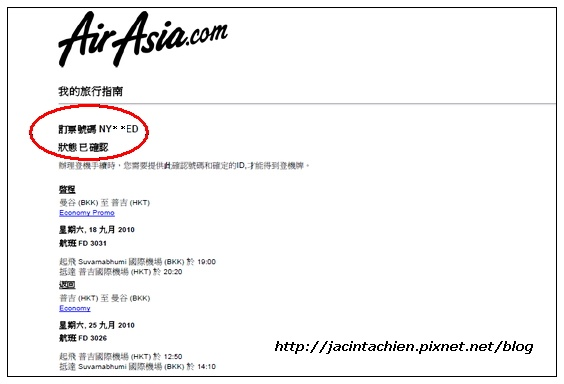 AirAsia.com
我的旅行指南
訂票號碼 NY**ED
狀態 已確認
辦理登機手續時、您需要提供此確認號碼和確定的ID,才能得到登機牌。
啓程
曼谷 (BKK) 至 普吉 (HKT)
Economy Promo
星期六, 18 九月 2010
航班 FD 3031
起飛 Suvarnabhumi 國際機場 (BKK) 於 19:00
抵達 普吉國際機場 (HKT) 於 20:20
返回
普吉 (HKT) 至 曼谷 (BKK)
Economy
星期六, 25 九月 2010
航班 FD 3026
起飛 普吉國際機場 (HKT) 於 12:50
抵達 Suvarnabhumi 國際機場 (BKK) 於 14:10
http://jacintachien.pixnet.net/blog